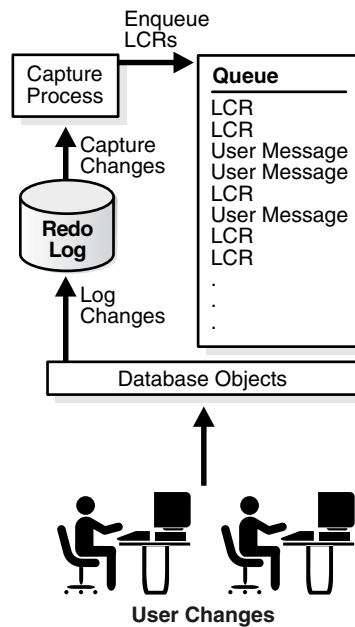 Enqueue
LCRs
Capture
Process
Queue
LCR
LCR
User Message
User Message
LCR
User Message
LCR
LCR
.
.
.
Capture
Changes
Redo
Log
Log
Changes
Database Objects
User Changes